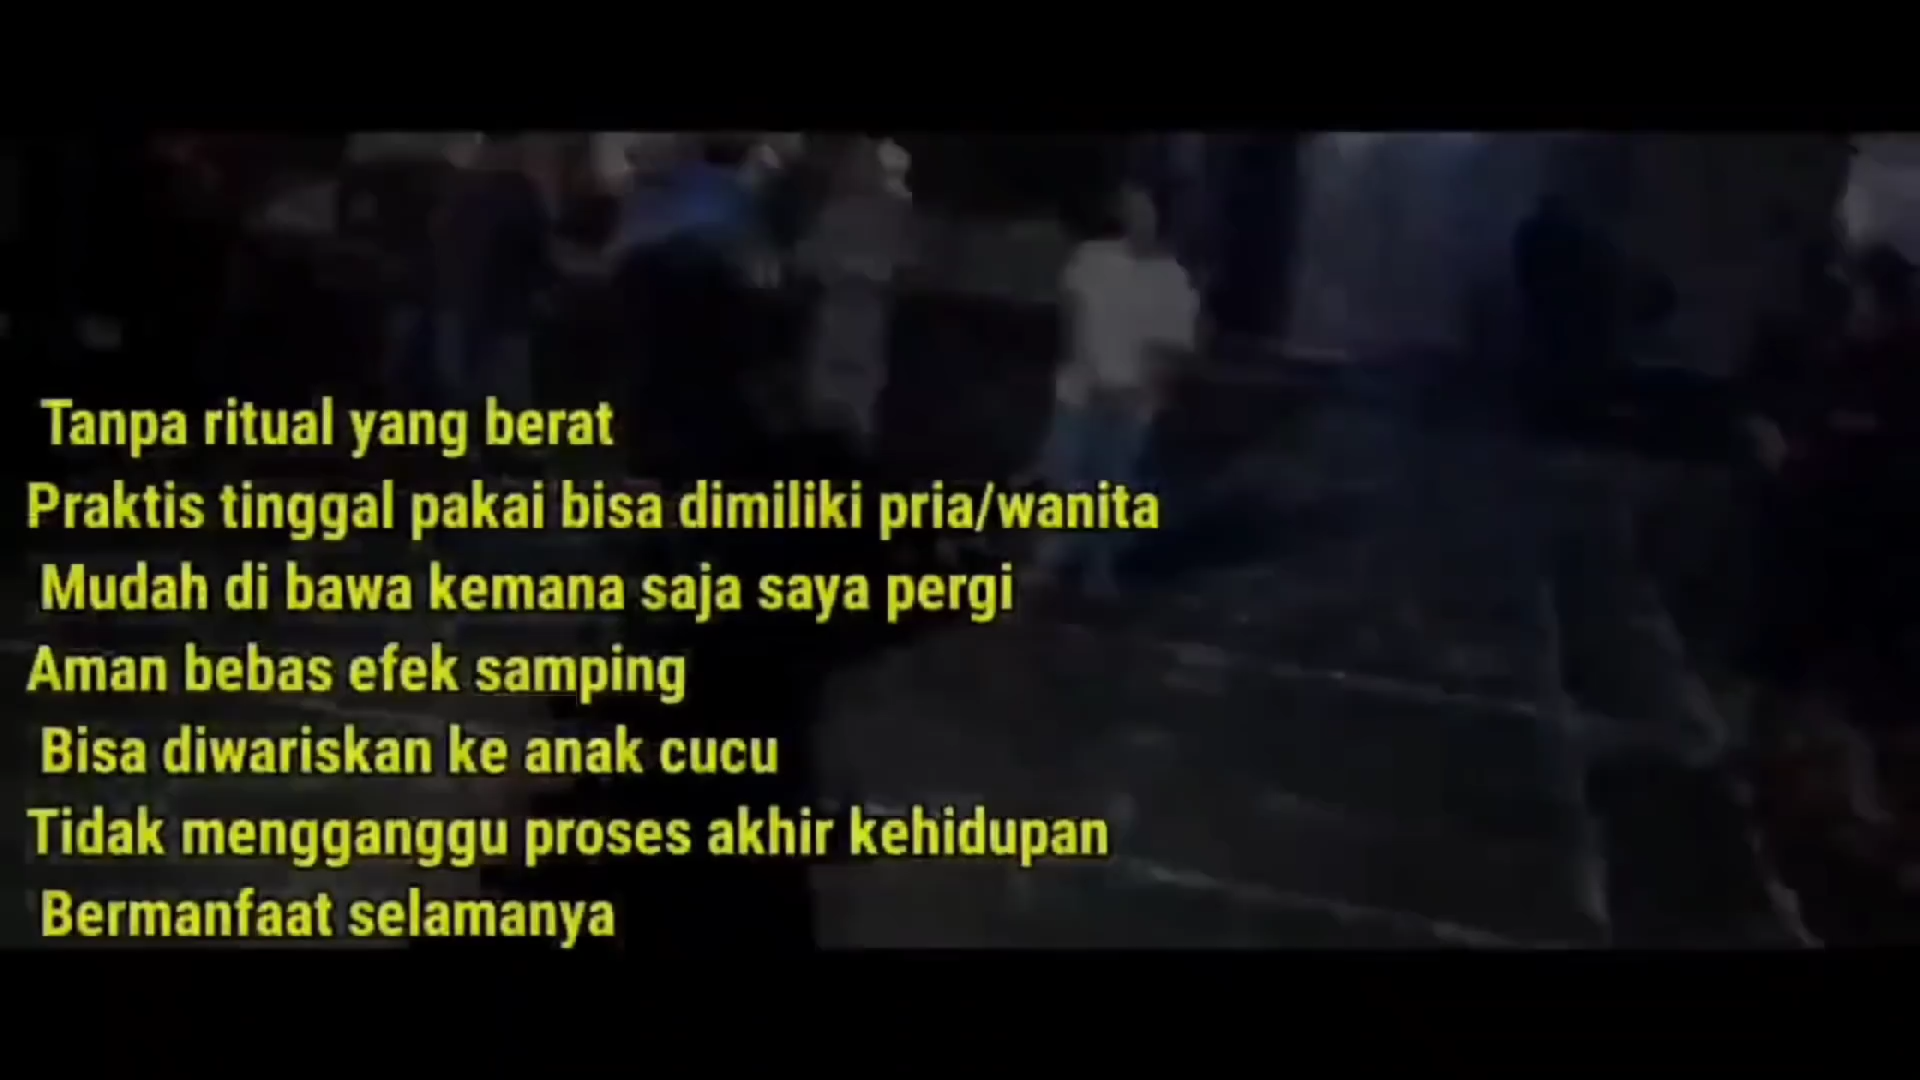 Tanpa ritual yang berat
Praktis tinggal pakai bisa dimiliki pria/wanita
Mudah di bawa kemana saja saya pergi
Aman bebas efek samping
Bisa diwariskan ke anak cucu
Tidak mengganggu proses akhir kehidupan
Bermanfaat selamanya